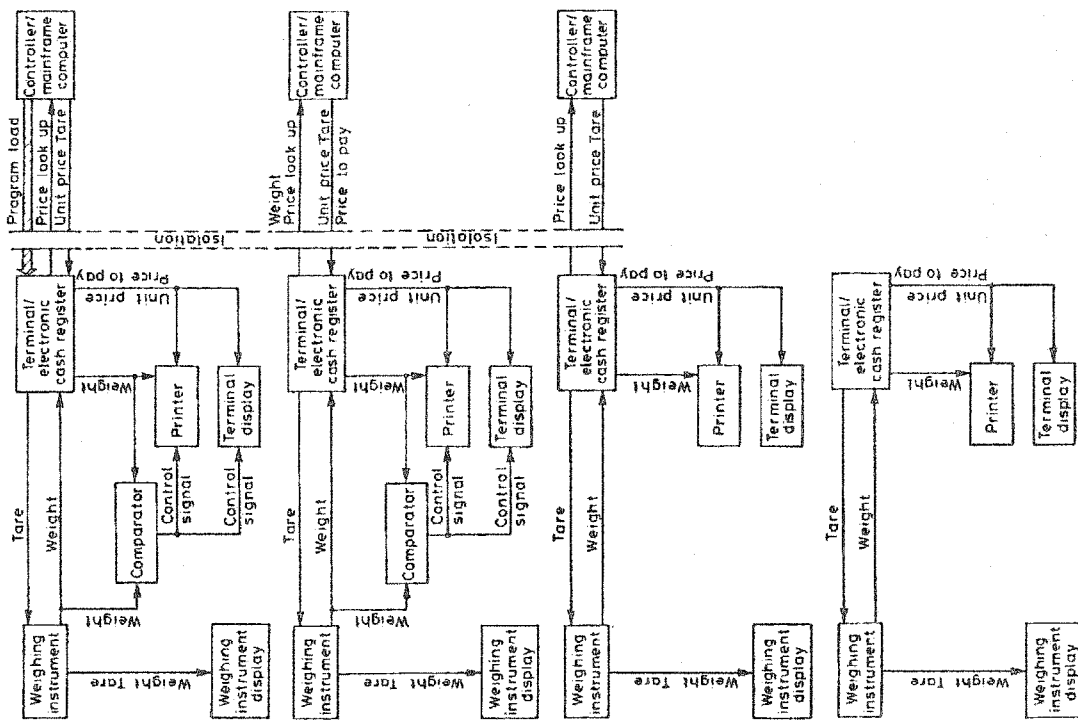 Weighing
instrument
Tare
Weight
Terminal/
electronic
cash register
Program load
Price look up
Unit price Tare
Controller/
mainframe
computer
Isolation
Weight
Comparator
Weight
Control
signal
Printer
Unit price
Price to pay
Control
signal
Terminal
display
Weight Tare
Weighing
instrument
display
Weighing
instrument
Tare
Weight
Terminal/
electronic
cash register
Weight
Price look up
Unit price Tare
Price to pay
Controller/
mainframe
computer
Isolation
Weight
Comparator
Weight
Control
signal
Printer
Unit price
Price to pay
Control
signal
Terminal
display
Weight Tare
Weighing
instrument
display
Weighing
instrument
Tare
Weight
Terminal/
electronic
cash register
Price look up
Unit price Tare
Controller/
mainframe
computer
Weight
Printer
Unit price
Price to pay
Terminal
display
Weight Tare
Weighing
instrument
display
Weighing
instrument
Tare
Weight
Terminal/
electronic
cash register
Weight
Printer
Unit price
Price to pay
Terminal
display
Weight Tare
Weighing
instrument
display